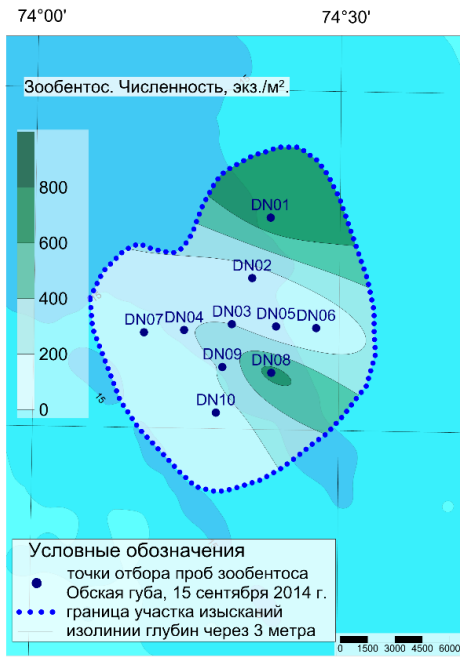 74°00' 74°30'
Зообентос. Численность, экз./м².
800
600
400
200
0
DN01
DN02
DN03
DN05
DN06
DN07
DN04
DN09
DN08
DN10
15
Условные обозначения
точки отбора проб зообентоса
Обская губа, 15 сентября 2014 г.
граница участка изысканий
изолинии глубин через 3 метра
0 1500 3000 4500 6000